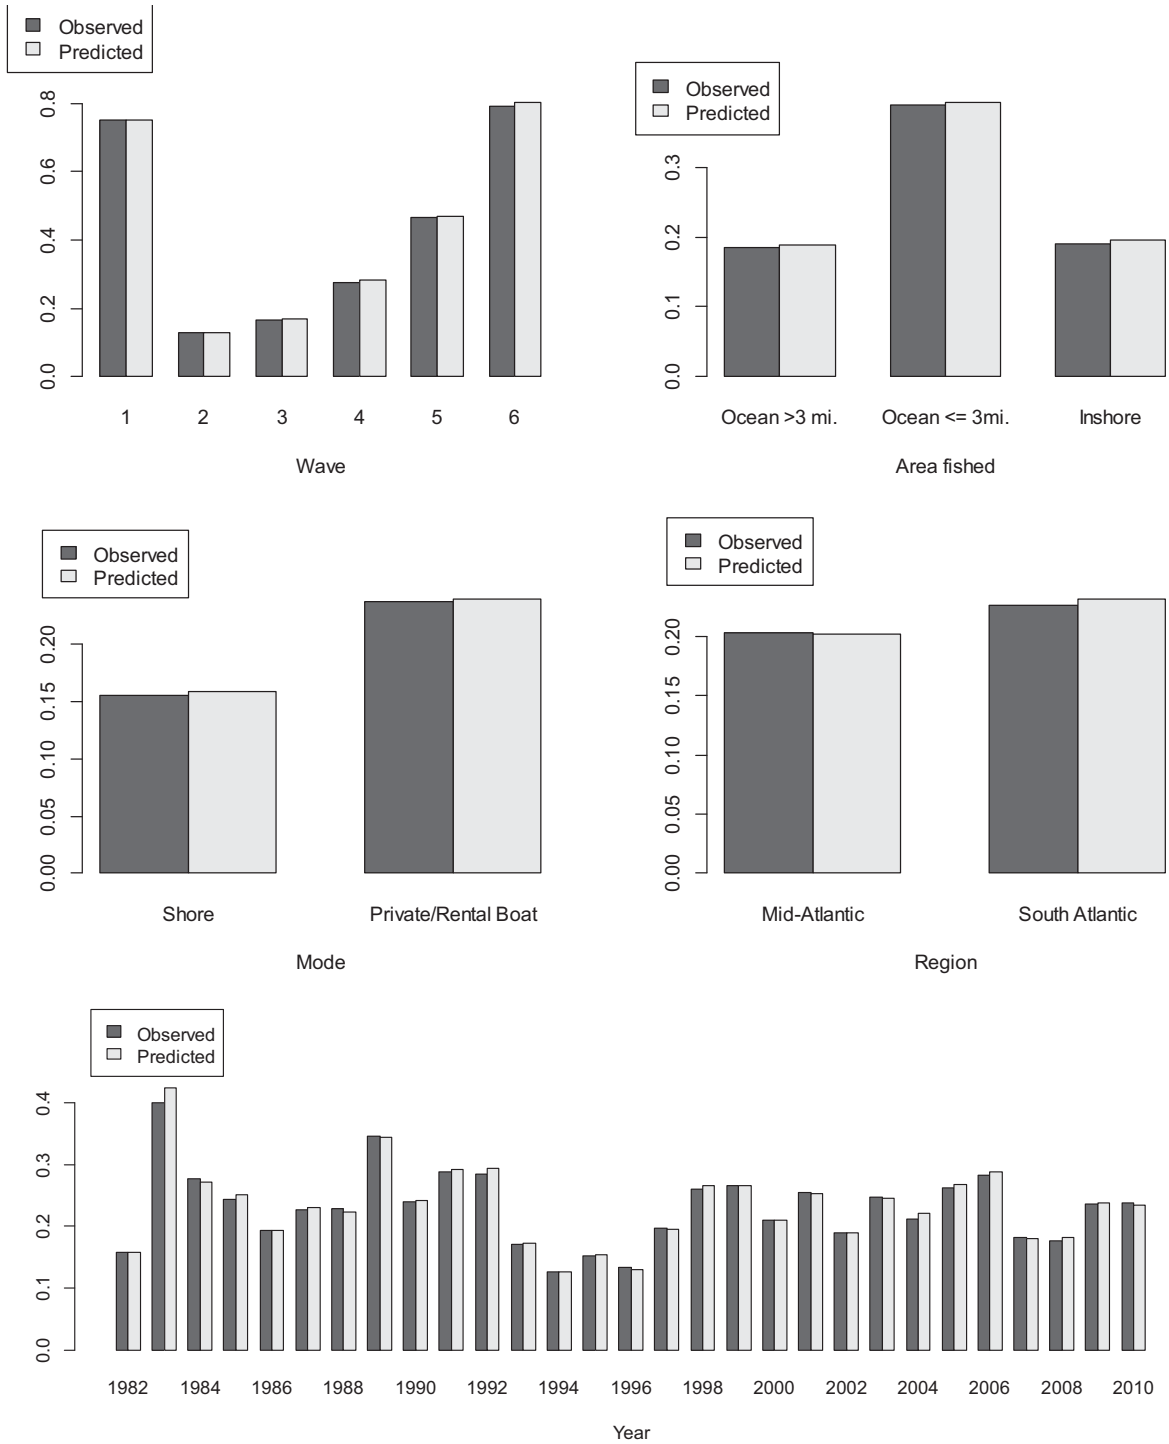 Observed
Predicted
0.0 0.2 0.4 0.6 0.8
1 2 3 4 5 6
Wave
Observed
Predicted
0.0 0.1 0.2 0.3
Ocean >3 mi. Ocean <= 3mi. Inshore
Area fished
Observed
Predicted
0.00 0.05 0.10 0.15 0.20
Shore Private/Rental Boat
Mode
Observed
Predicted
0.00 0.05 0.10 0.15 0.20
Mid-Atlantic South Atlantic
Region
Observed
Predicted
0.0 0.1 0.2 0.3 0.4
1982 1984 1986 1988 1990 1992 1994 1996 1998 2000 2002 2004 2006 2008 2010
Year